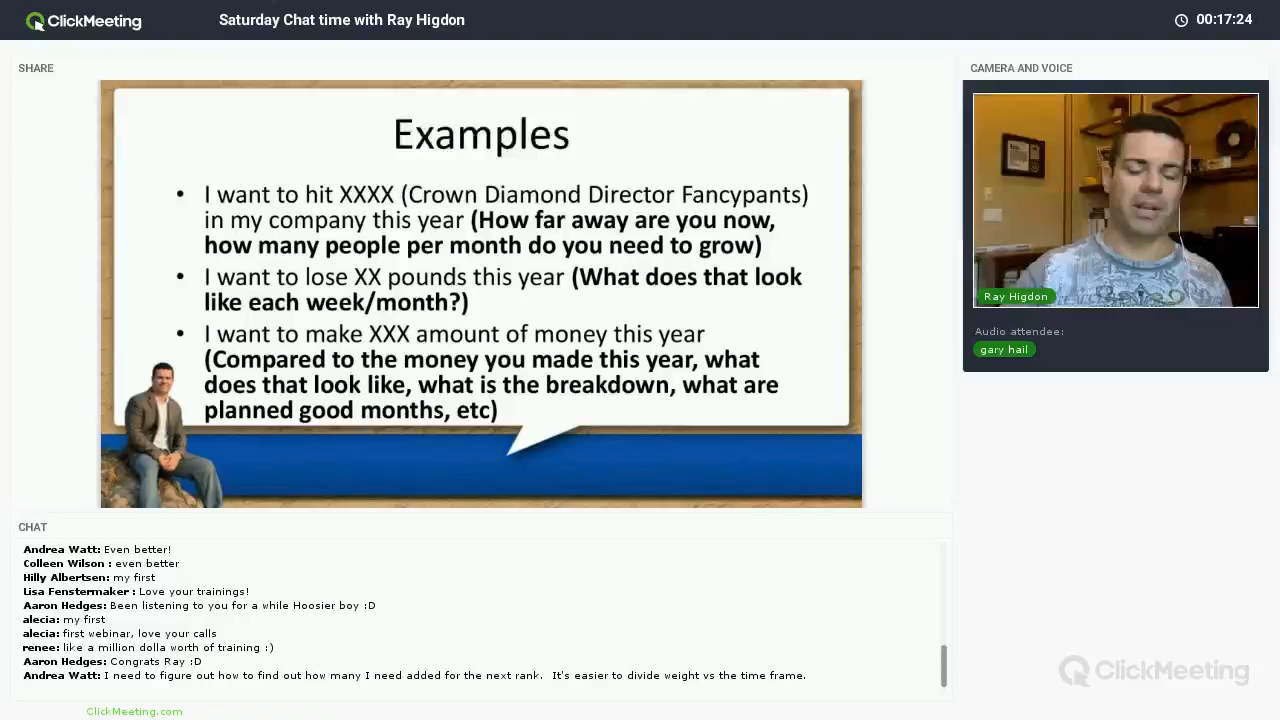 ClickMeeting
Saturday Chat time with Ray Higdon
00:17:24
SHARE
Examples
• I want to hit XXXX (Crown Diamond Director Fancypants)
in my company this year (How far away are you now,
how many people per month do you need to grow)
• I want to lose XX pounds this year (What does that look
like each week/month?)
• I want to make XXX amount of money this year
(Compared to the money you made this year, what
does that look like, what is the breakdown, what are
planned good months, etc)
CAMERA AND VOICE
Ray Higdon
Audio attendee:
gary hail
CHAT
Andrea Watt: Even better!
Colleen Wilson : even better
Hilly Albertsen: my first
Lisa Fenstermaker : Love your trainings!
Aaron Hedges: Been listening to you for a while Hoosier boy :D
alecia: my first
alecia: first webinar, love your calls
renee: like a million dolla worth of training :)
Aaron Hedges: Congrats Ray :D
Andrea Watt: I need to figure out how to find out how many I need added for the next rank. It's easier to divide weight vs the time frame.
ClickMeeting
ClickMeeting.com